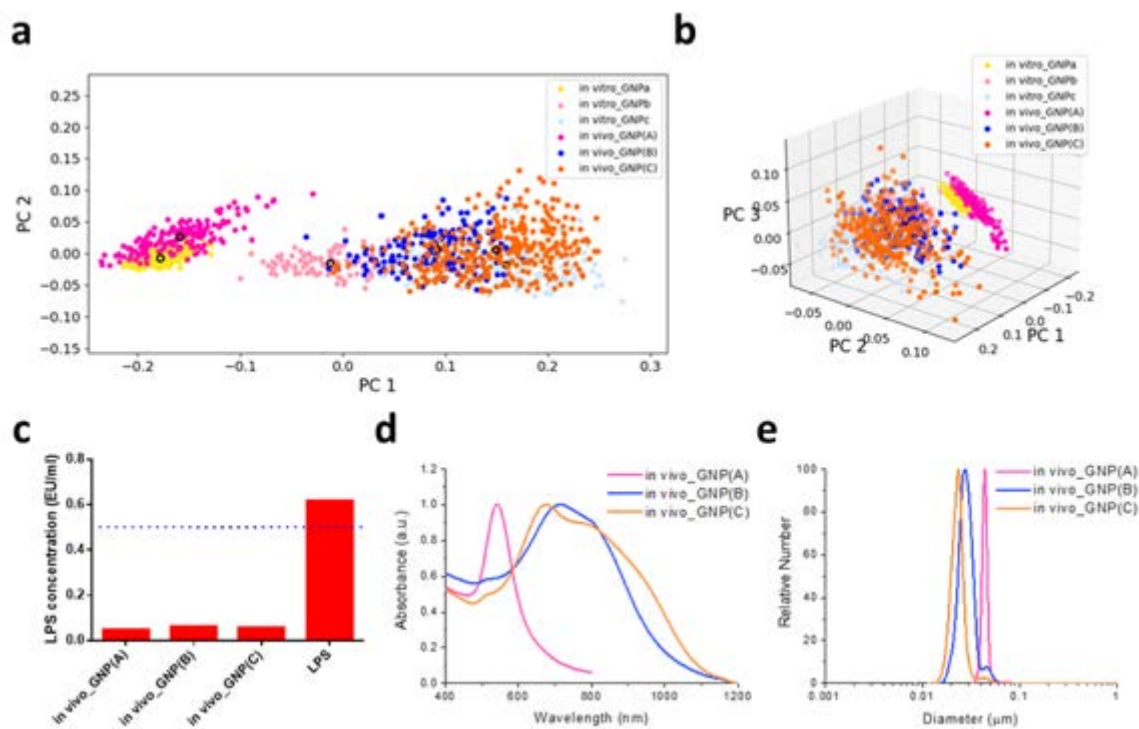 a
0.25
0.20
0.15
0.10
0.05
0.00
−0.05
−0.10
−0.15
PC 2
−0.2
−0.1
0.0
0.1
0.2
0.3
PC 1
in vitro_GNPa
in vitro_GNPb
in vitro_GNPc
in vivo_GNP(A)
in vivo_GNP(B)
in vivo_GNP(C)
b
in vitro_GNPa
in vitro_GNPb
in vitro_GNPc
in vivo_GNP(A)
in vivo_GNP(B)
in vivo_GNP(C)
0.10
0.05
0.00
−0.05
PC 3
−0.05
0.00
0.05
0.10
PC 2
−0.2
−0.1
0.0
0.1
0.2
PC 1
c
LPS concentration (EU/ml)
0.8
0.6
0.4
0.2
0.0
in vivo_GNP(A)
in vivo_GNP(B)
in vivo_GNP(C)
LPS
d
in vivo_GNP(A)
in vivo_GNP(B)
in vivo_GNP(C)
Absorbance (a.u.)
1.2
1.0
0.8
0.6
0.4
0.2
0.0
400
600
800
1000
1200
Wavelength (nm)
e
in vivo_GNP(A)
in vivo_GNP(B)
in vivo_GNP(C)
Relative Number
100
80
60
40
20
0
0.001
0.01
0.1
1
Diameter (μm)